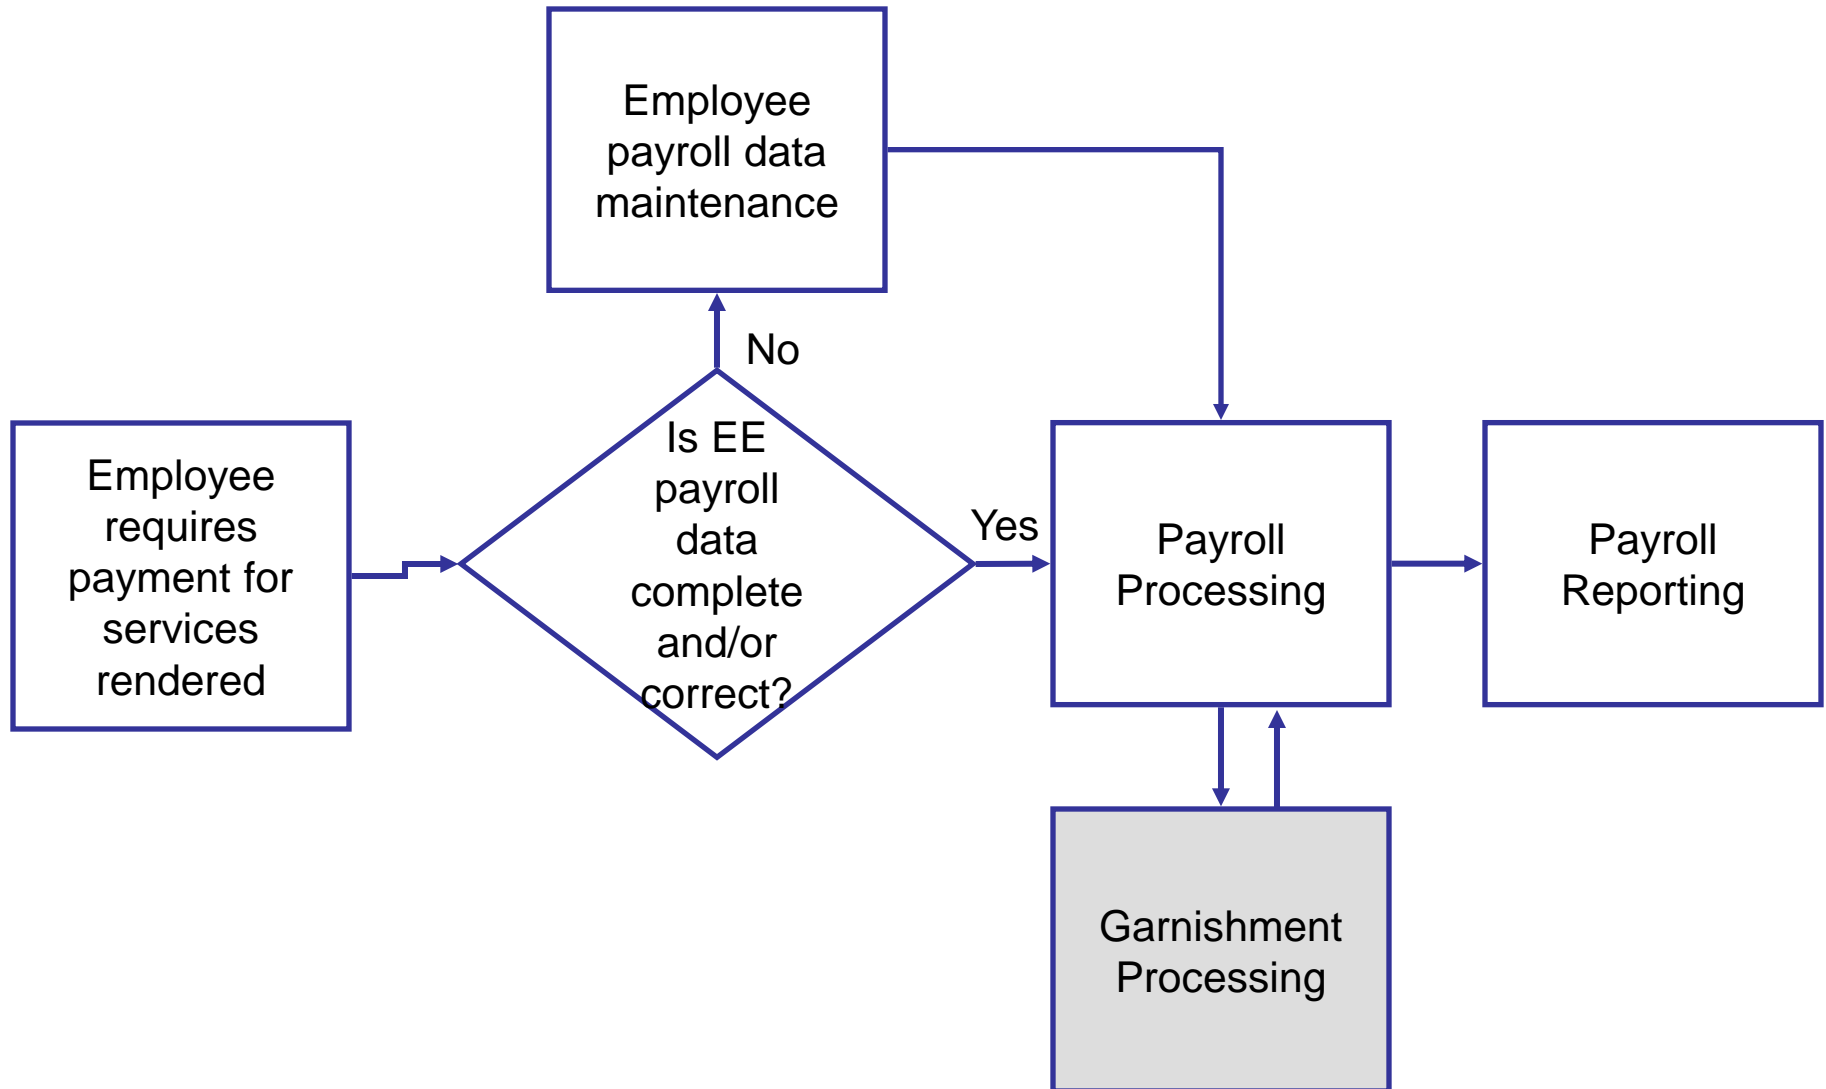 Employee
payroll data
maintenance
No
Employee
requires
payment for
services
rendered
Is EE
payroll
data
complete
and/or
correct?
Yes
Payroll
Processing
Payroll
Reporting
Garnishment
Processing